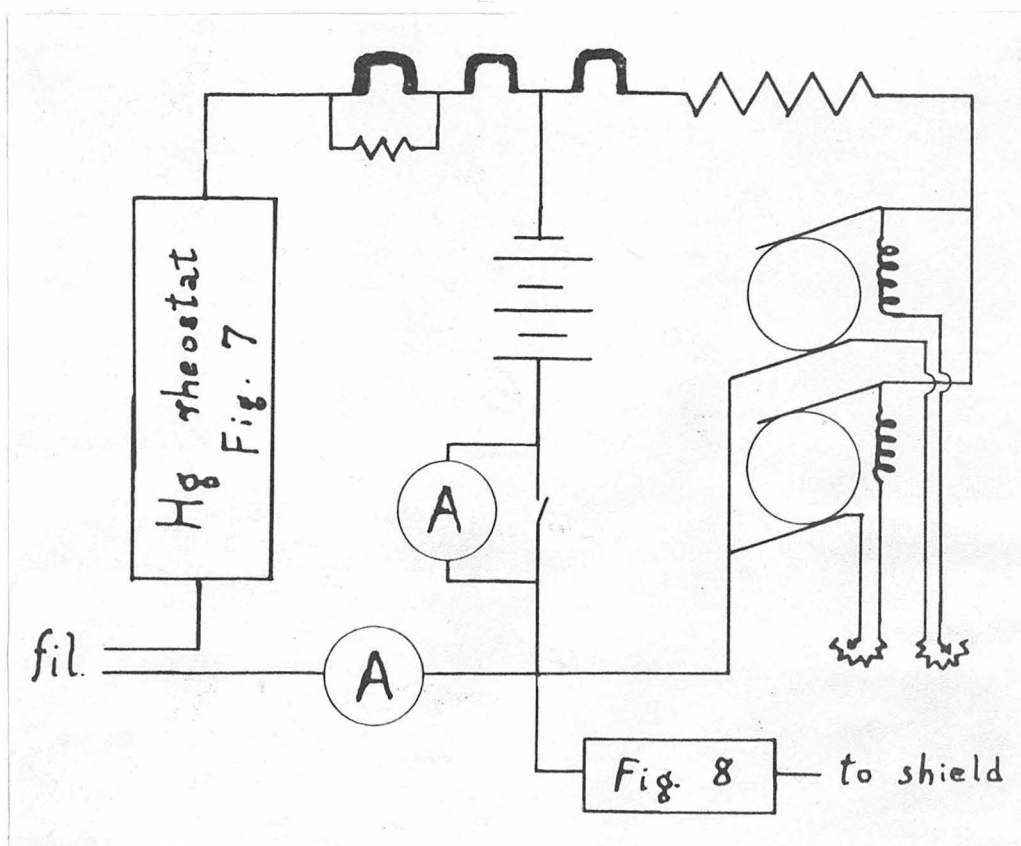 Hg rheostat
Fig. 7
A
fil.
A
Fig. 8
to shield